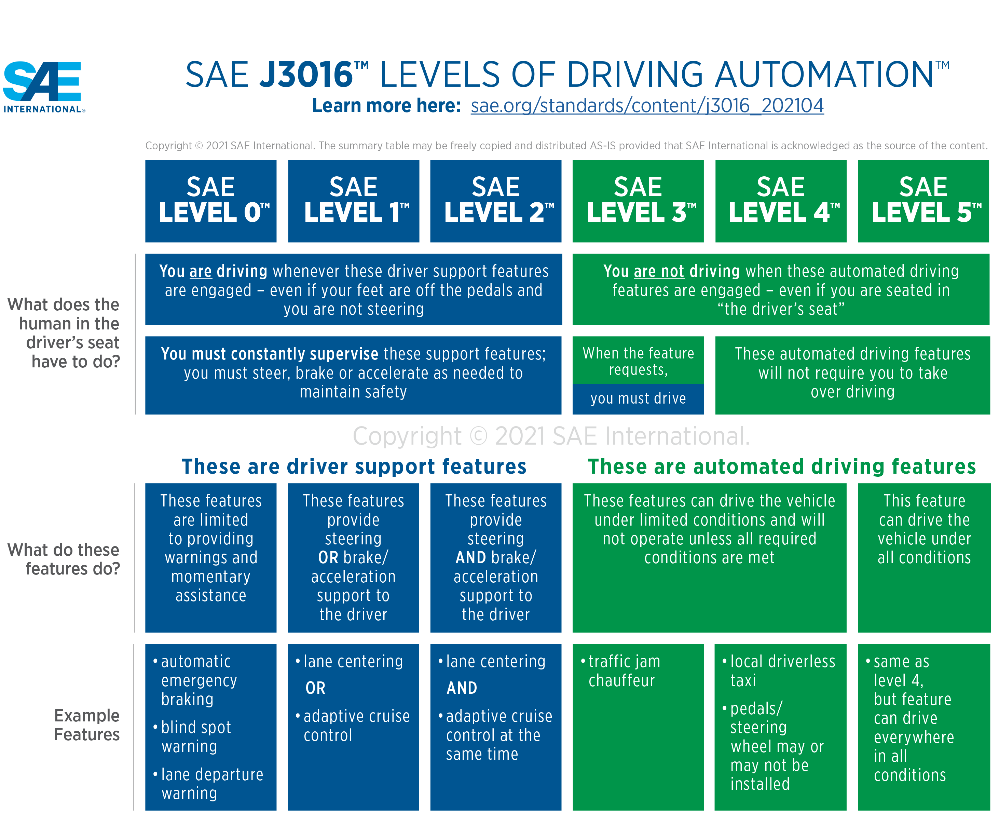 SAE
INTERNATIONAL®
SAE J3016™ LEVELS OF DRIVING AUTOMATION™
Learn more here: sae.org/standards/content/j3016_202104
Copyright © 2021 SAE International. The summary table may be freely copied and distributed AS-IS provided that SAE International is acknowledged as the source of the content.
SAE
LEVEL 0™
SAE
LEVEL 1™
SAE
LEVEL 2™
SAE
LEVEL 3™
SAE
LEVEL 4™
SAE
LEVEL 5™
What does the
human in the
driver's seat
have to do?
You are driving whenever these driver support features
are engaged – even if your feet are off the pedals and
you are not steering
You are not driving when these automated driving
features are engaged – even if you are seated in
“the driver's seat”
You must constantly supervise these support features;
you must steer, brake or accelerate as needed to
maintain safety
When the feature
requests,
you must drive
These automated driving features
will not require you to take
over driving
Copyright © 2021 SAE International.
These are driver support features
These are automated driving features
What do these
features do?
These features
are limited
to providing
warnings and
momentary
assistance
These features
provide
steering
OR brake/
acceleration
support to
the driver
These features
provide
steering
AND brake/
acceleration
support to
the driver
These features can drive the vehicle
under limited conditions and will
not operate unless all required
conditions are met
This feature
can drive the
vehicle under
all conditions
Example
Features
• automatic
emergency
braking
• blind spot
warning
• lane departure
warning
• lane centering
OR
• adaptive cruise
control
• lane centering
AND
• adaptive cruise
control at the
same time
• traffic jam
chauffeur
• local driverless
taxi
• pedals/
steering
wheel may or
may not be
installed
• same as
level 4,
but feature
can drive
everywhere
in all
conditions